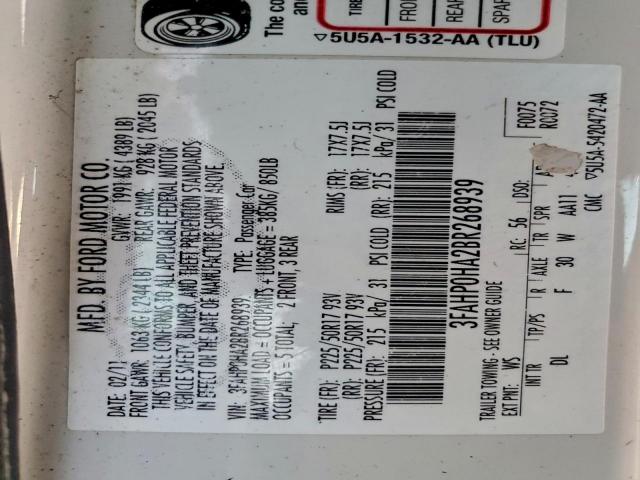 The co
and
TIRE
FRON
REAR
SPAR
▽5U5A-1532-AA (TLU)
MFD. BY FORD MOTOR CO.
DATE: 02/11 GVWR: 1991 KG ( 4389 LB)
FRONT GAWR: 1063 KG ( 2344 LB) REAR GAWR: 928 KG ( 2045 LB)
THIS VEHICLE CONFORMS TO ALL APPLICABLE FEDERAL MOTOR
VEHICLE SAFETY, BUMPER, AND THEFT PREVENTION STANDARDS
IN EFFECT ON THE DATE OF MANUFACTURE SHOWN ABOVE.
VIN: 3FAHP0HA2BR268939, TYPE: Passenger Car
MAXIMUM LOAD = OCCUPANTS + LUGGAGE = 385KG/ 850LB
OCCUPANTS = 5 TOTAL; 2 FRONT, 3 REAR
TIRE (FR): P225/50R17 93V RIMS (FR): 17X7.5J
(RR): P225/50R17 93V (RR): 17X7.5J
PRESSURE (FR): 215 kPa/ 31 PSI COLD (RR): 215 kPa/ 31 PSI COLD
3FAHP0HA2BR268939
TRAILER TOWING - SEE OWNER GUIDE F0075
EXT PNT: WS RC: 56 DSO: R0072
INT TR TP/PS R AXLE TR SPR
DL F 30 W AA11
CNC ▽5U5A-5420472-AA